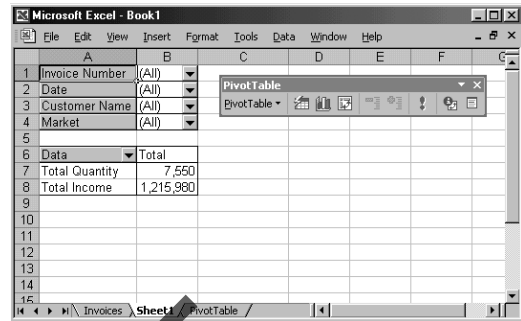 Microsoft Excel - Book1
File Edit View Insert Format Tools Data Window Help
A B C D E F G
1 Invoice Number (All)
2 Date (All)
3 Customer Name (All)
4 Market (All)
PivotTable
PivotTable
5
6 Data Total
7 Total Quantity 7,550
8 Total Income 1,215,980
9
10
11
12
13
14
15
Invoices Sheet1 PivotTable